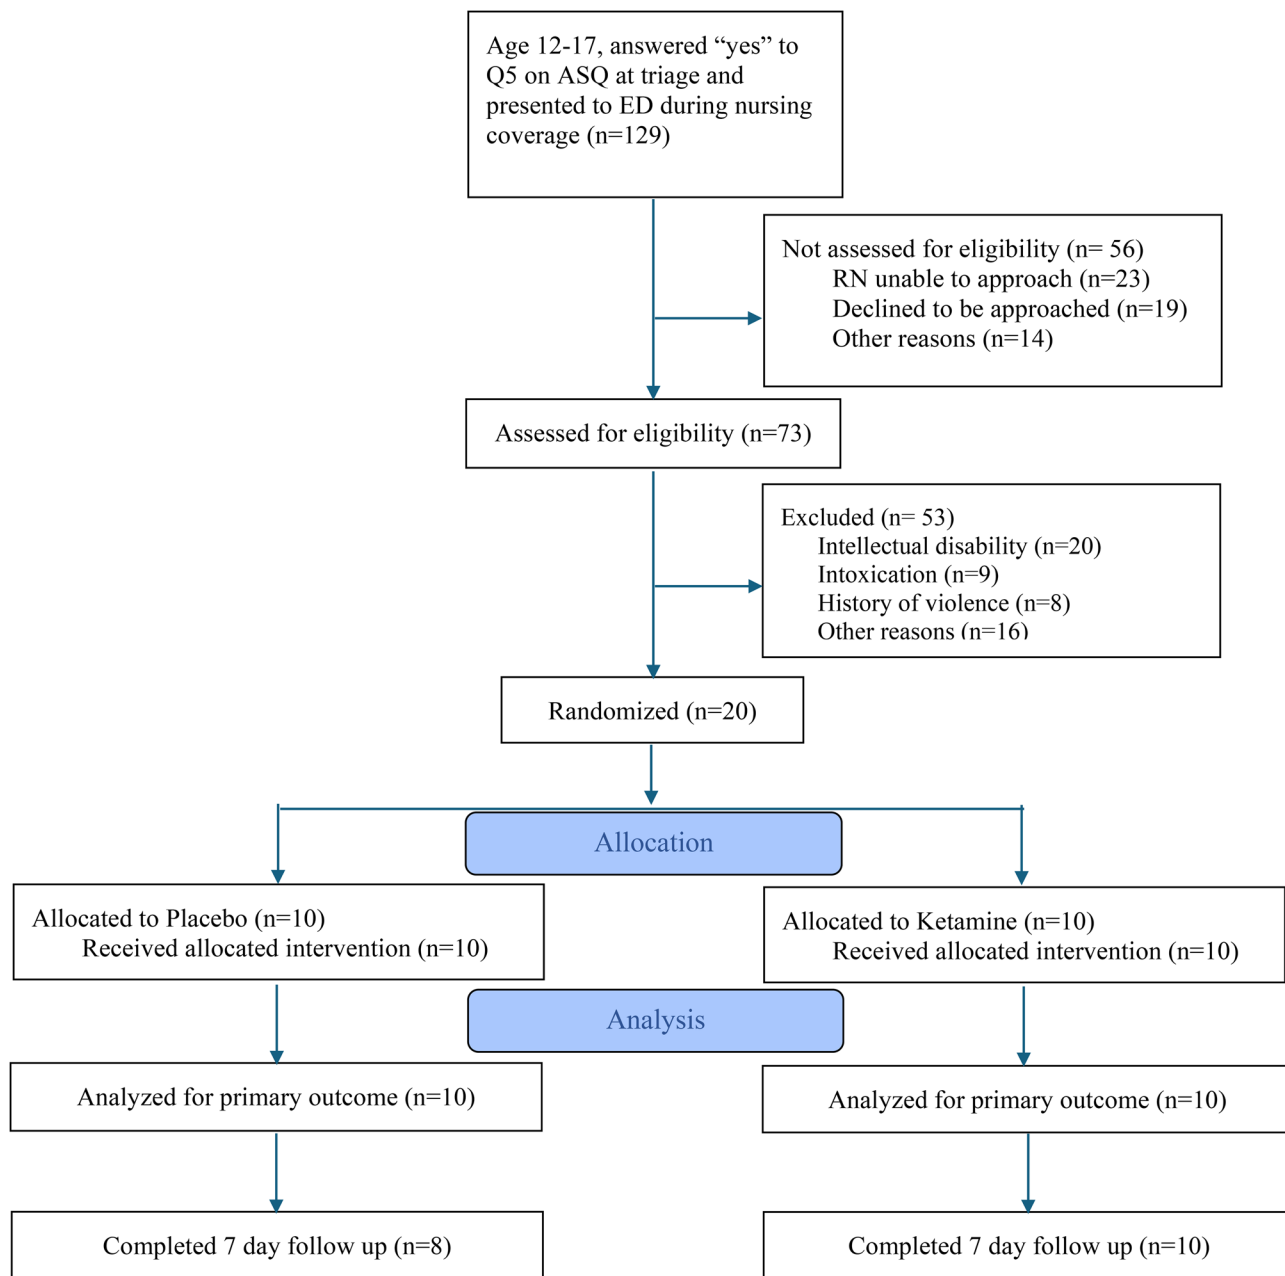 Age 12-17, answered “yes” to
Q5 on ASQ at triage and
presented to ED during nursing
coverage (n=129)
Not assessed for eligibility (n= 56)
RN unable to approach (n=23)
Declined to be approached (n=19)
Other reasons (n=14)
Assessed for eligibility (n=73)
Excluded (n= 53)
Intellectual disability (n=20)
Intoxication (n=9)
History of violence (n=8)
Other reasons (n=16)
Randomized (n=20)
Allocation
Allocated to Placebo (n=10)
Received allocated intervention (n=10)
Allocated to Ketamine (n=10)
Received allocated intervention (n=10)
Analysis
Analyzed for primary outcome (n=10)
Analyzed for primary outcome (n=10)
Completed 7 day follow up (n=8)
Completed 7 day follow up (n=10)